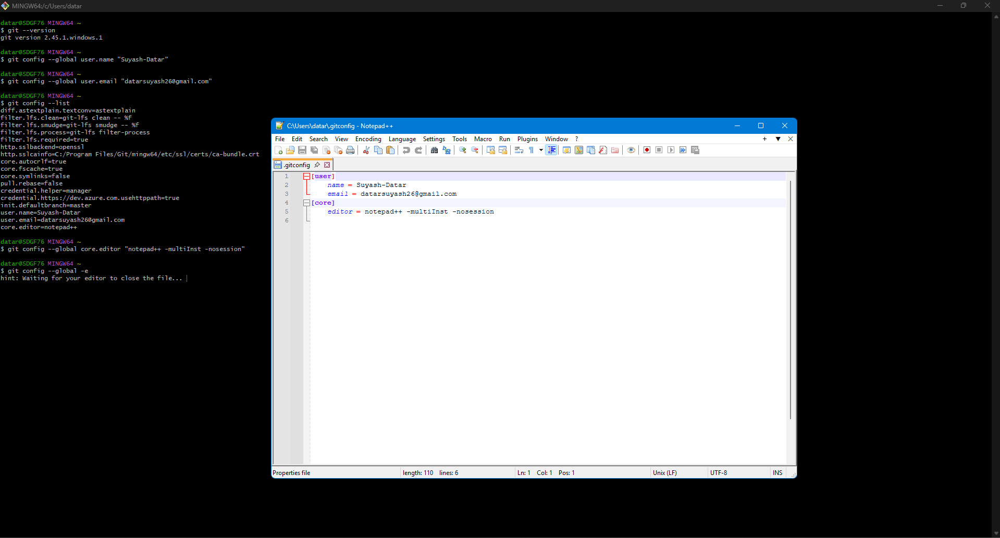 MINGW64:/c/Users/datar
datar@SDGF76 MINGW64 ~
$ git --version
git version 2.45.1.windows.1
datar@SDGF76 MINGW64 ~
$ git config --global user.name "Suyash-Datar"
datar@SDGF76 MINGW64 ~
$ git config --global user.email "datarsuyash26@gmail.com"
datar@SDGF76 MINGW64 ~
$ git config --list
diff.astextplain.textconv=astextplain
filter.lfs.clean=git-lfs clean -- %f
filter.lfs.smudge=git-lfs smudge -- %f
filter.lfs.process=git-lfs filter-process
filter.lfs.required=true
http.sslbackend=openssl
http.sslcainfo=C:/Program Files/Git/mingw64/etc/ssl/certs/ca-bundle.crt
core.autocrlf=true
core.fscache=true
core.symlinks=false
pull.rebase=false
credential.helper=manager
credential.https://dev.azure.com.usehttppath=true
init.defaultbranch=master
user.name=Suyash-Datar
user.email=datarsuyash26@gmail.com
core.editor=notepad++
datar@SDGF76 MINGW64 ~
$ git config --global core.editor "notepad++ -multiInst -nosession"
datar@SDGF76 MINGW64 ~
$ git config --global -e
hint: Waiting for your editor to close the file...
C:\Users\datar\.gitconfig - Notepad++
File Edit Search View Encoding Language Settings Tools Macro Run Plugins Window ?
.gitconfig
1 [user]
2 name = Suyash-Datar
3 email = datarsuyash26@gmail.com
4 [core]
5 editor = notepad++ -multiInst -nosession
6
Properties file length: 110 lines: 6 Ln: 1 Col: 1 Pos: 1 Unix (LF) UTF-8 INS